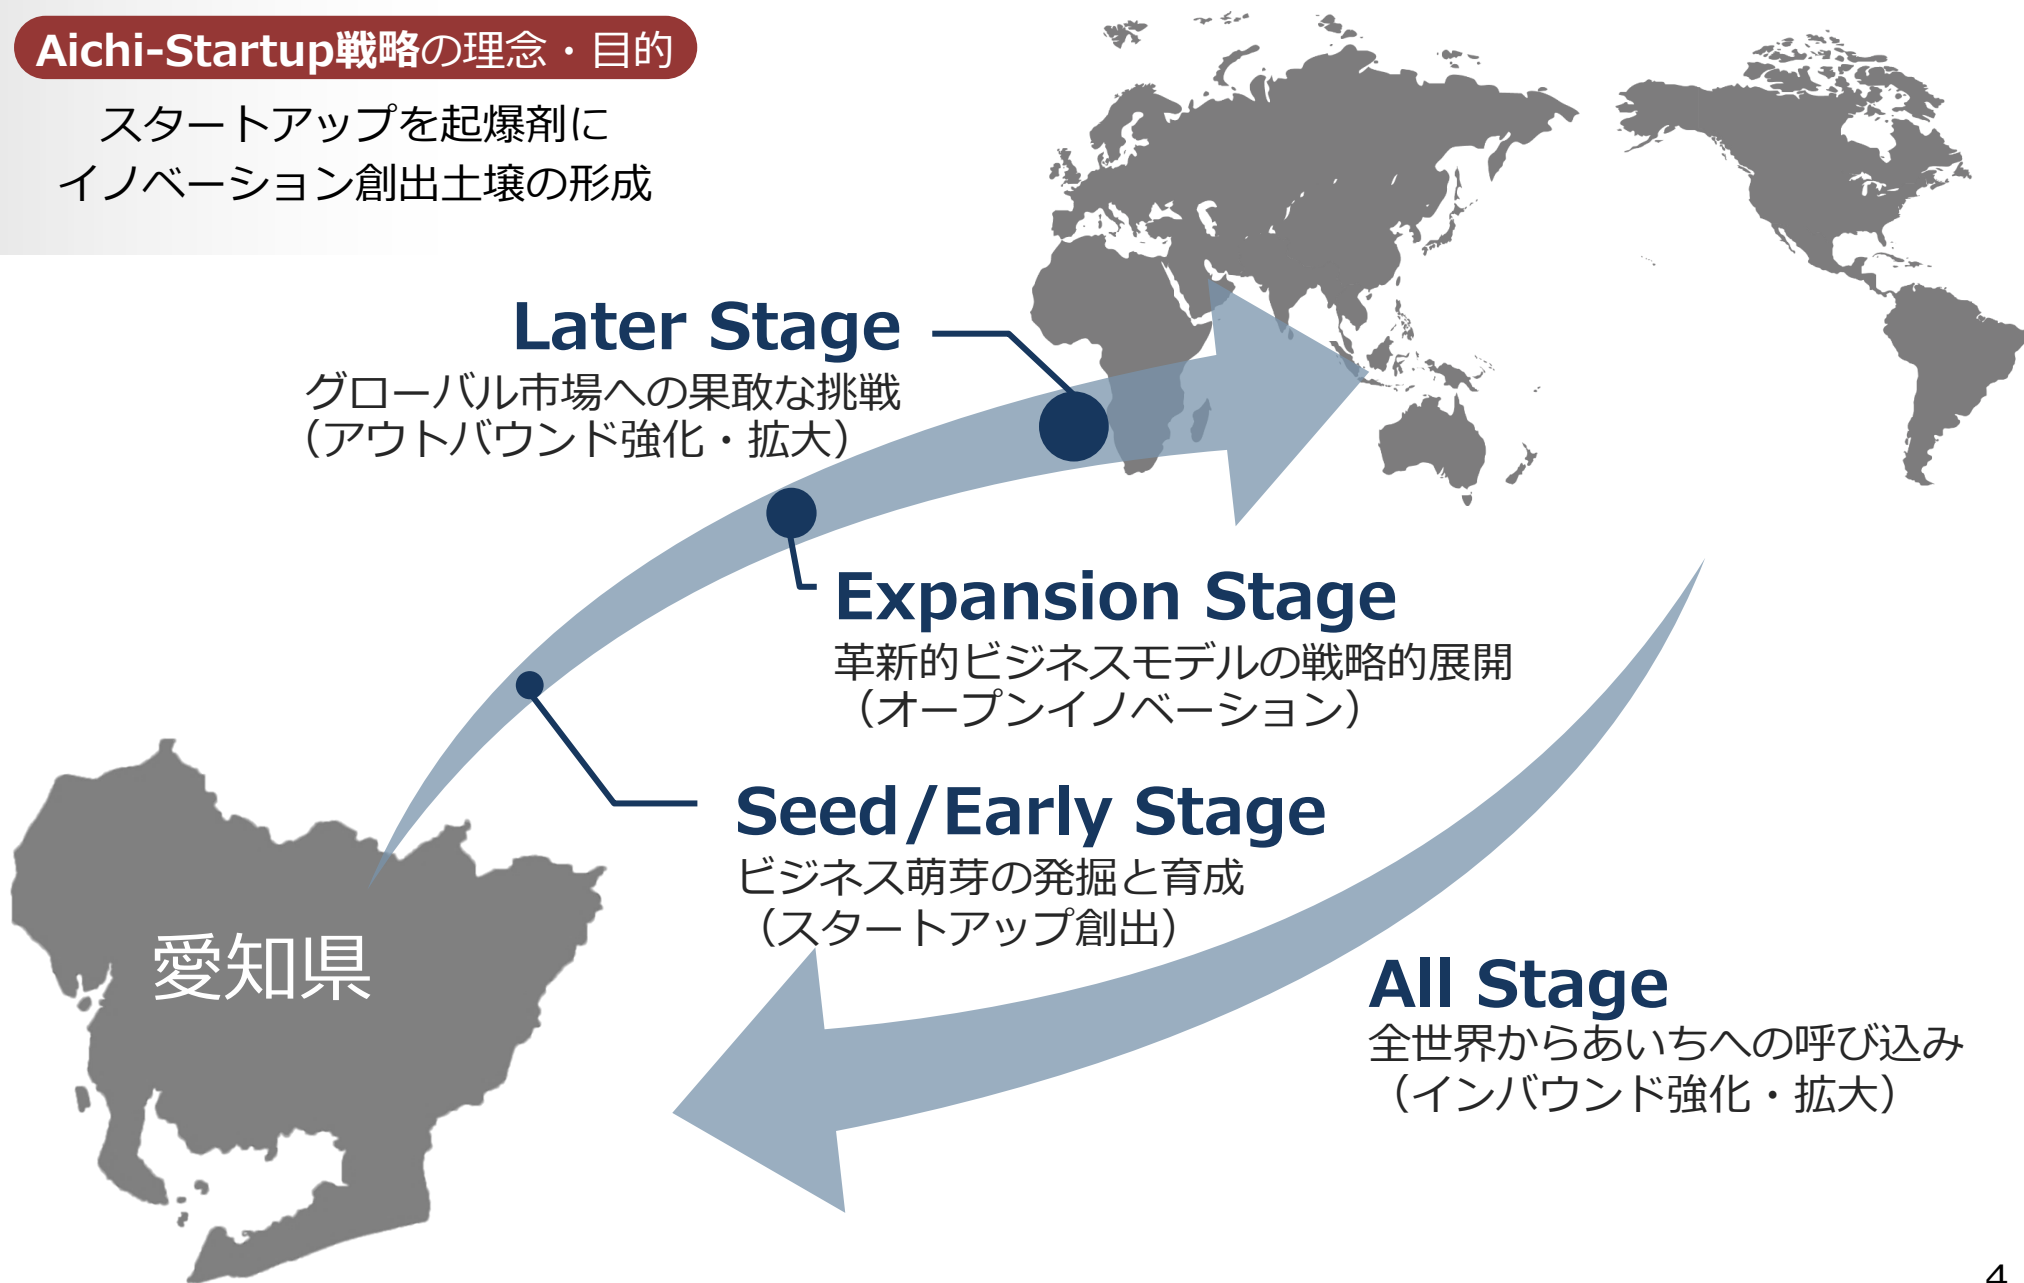 Aichi-Startup戦略の理念・目的
スタートアップを起爆剤に
イノベーション創出土壌の形成
Later Stage
グローバル市場への果敢な挑戦
（アウトバウンド強化・拡大）
Expansion Stage
革新的ビジネスモデルの戦略的展開
（オープンイノベーション）
Seed/Early Stage
ビジネス萌芽の発掘と育成
（スタートアップ創出）
愛知県
All Stage
全世界からあいちへの呼び込み
（インバウンド強化・拡大）
4